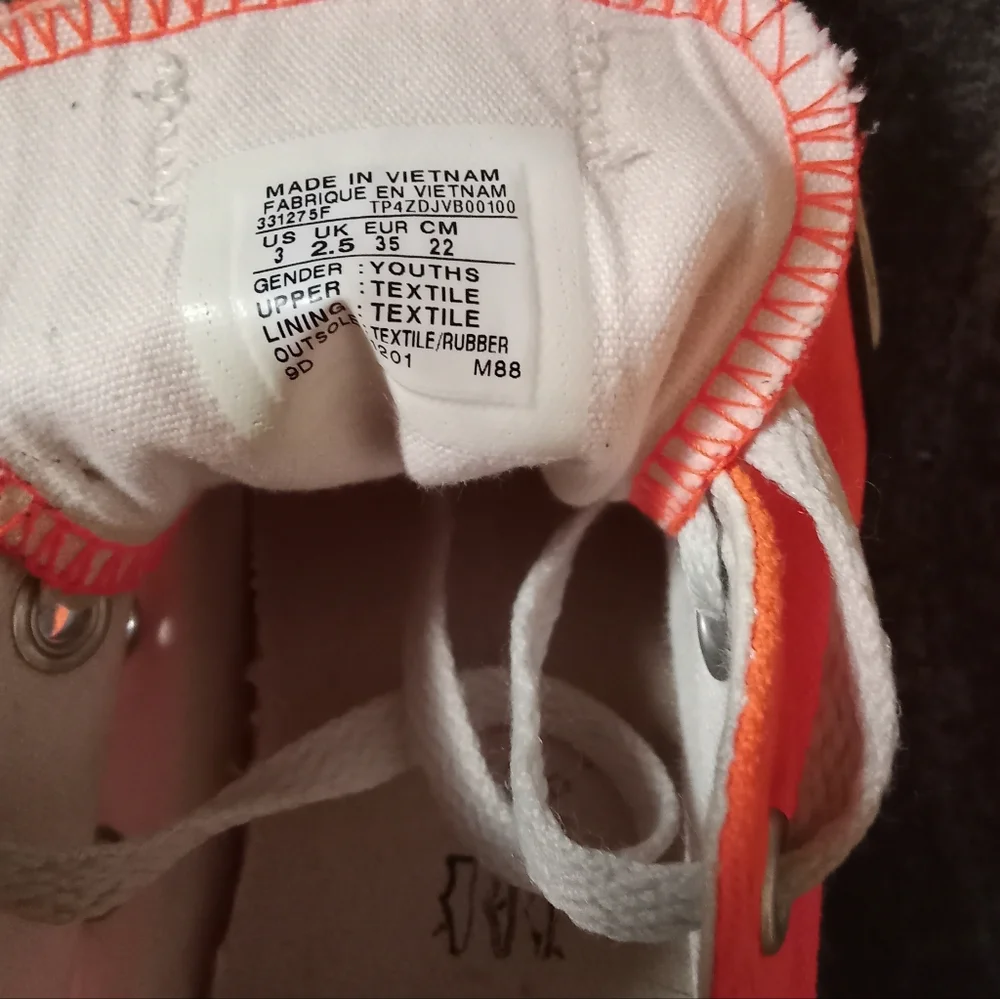 MADE IN VIETNAM
FABRIQUE EN VIETNAM
331275F TP4ZDJVB00100
US UK EUR CM
3 2.5 35 22
GENDER : YOUTHS
UPPER : TEXTILE
LINING : TEXTILE
OUTSOLE TEXTILE/RUBBER
9D 201 M88